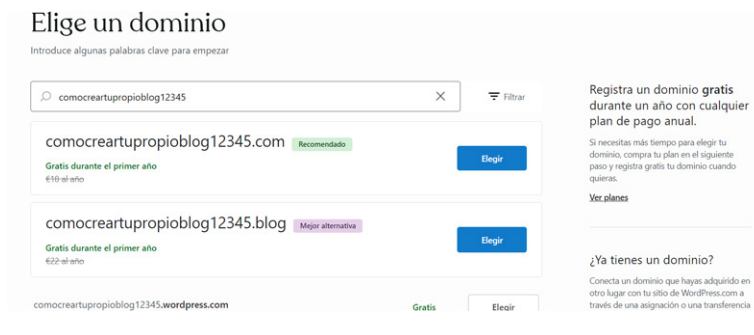 Elige un dominio
Introduce algunas palabras clave para empezar
comocreartupropioblog12345
Filtrar
comocreartupropioblog12345.com Recomendado
Elegir
Gratis durante el primer año
€18 al año
comocreartupropioblog12345.blog Mejor alternativa
Elegir
Gratis durante el primer año
€22 al año
comocreartupropioblog12345.wordpress.com Gratis Elegir
Registra un dominio gratis
durante un año con cualquier
plan de pago anual.
Si necesitas más tiempo para elegir tu
dominio, compra tu plan en el siguiente
paso y registra gratis tu dominio cuando
quieras.
Ver planes
¿Ya tienes un dominio?
Conecta un dominio que hayas adquirido en
otro lugar con tu sitio de WordPress.com a
través de una asignación o una transferencia